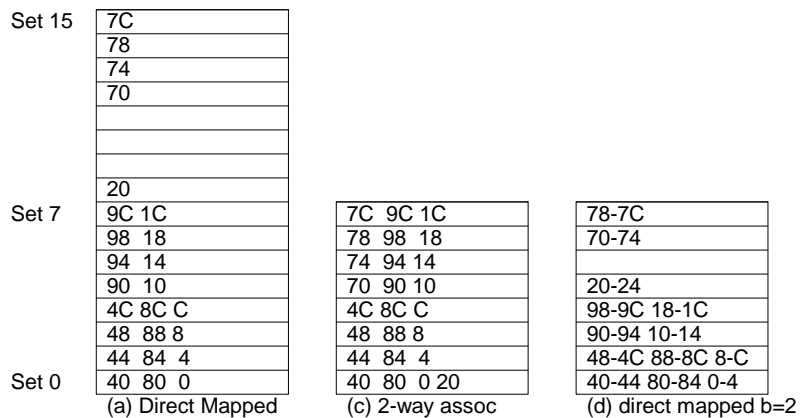 Set 15 7C
78
74
70
20
Set 7 9C 1C 7C 9C 1C 78-7C
98 18 78 98 18 70-74
94 14 74 94 14
90 10 70 90 10 20-24
4C 8C C 4C 8C C 98-9C 18-1C
48 88 8 48 88 8 90-94 10-14
44 84 4 44 84 4 48-4C 88-8C 8-C
Set 0 40 80 0 40 80 0 20 40-44 80-84 0-4
(a) Direct Mapped (c) 2-way assoc (d) direct mapped b=2